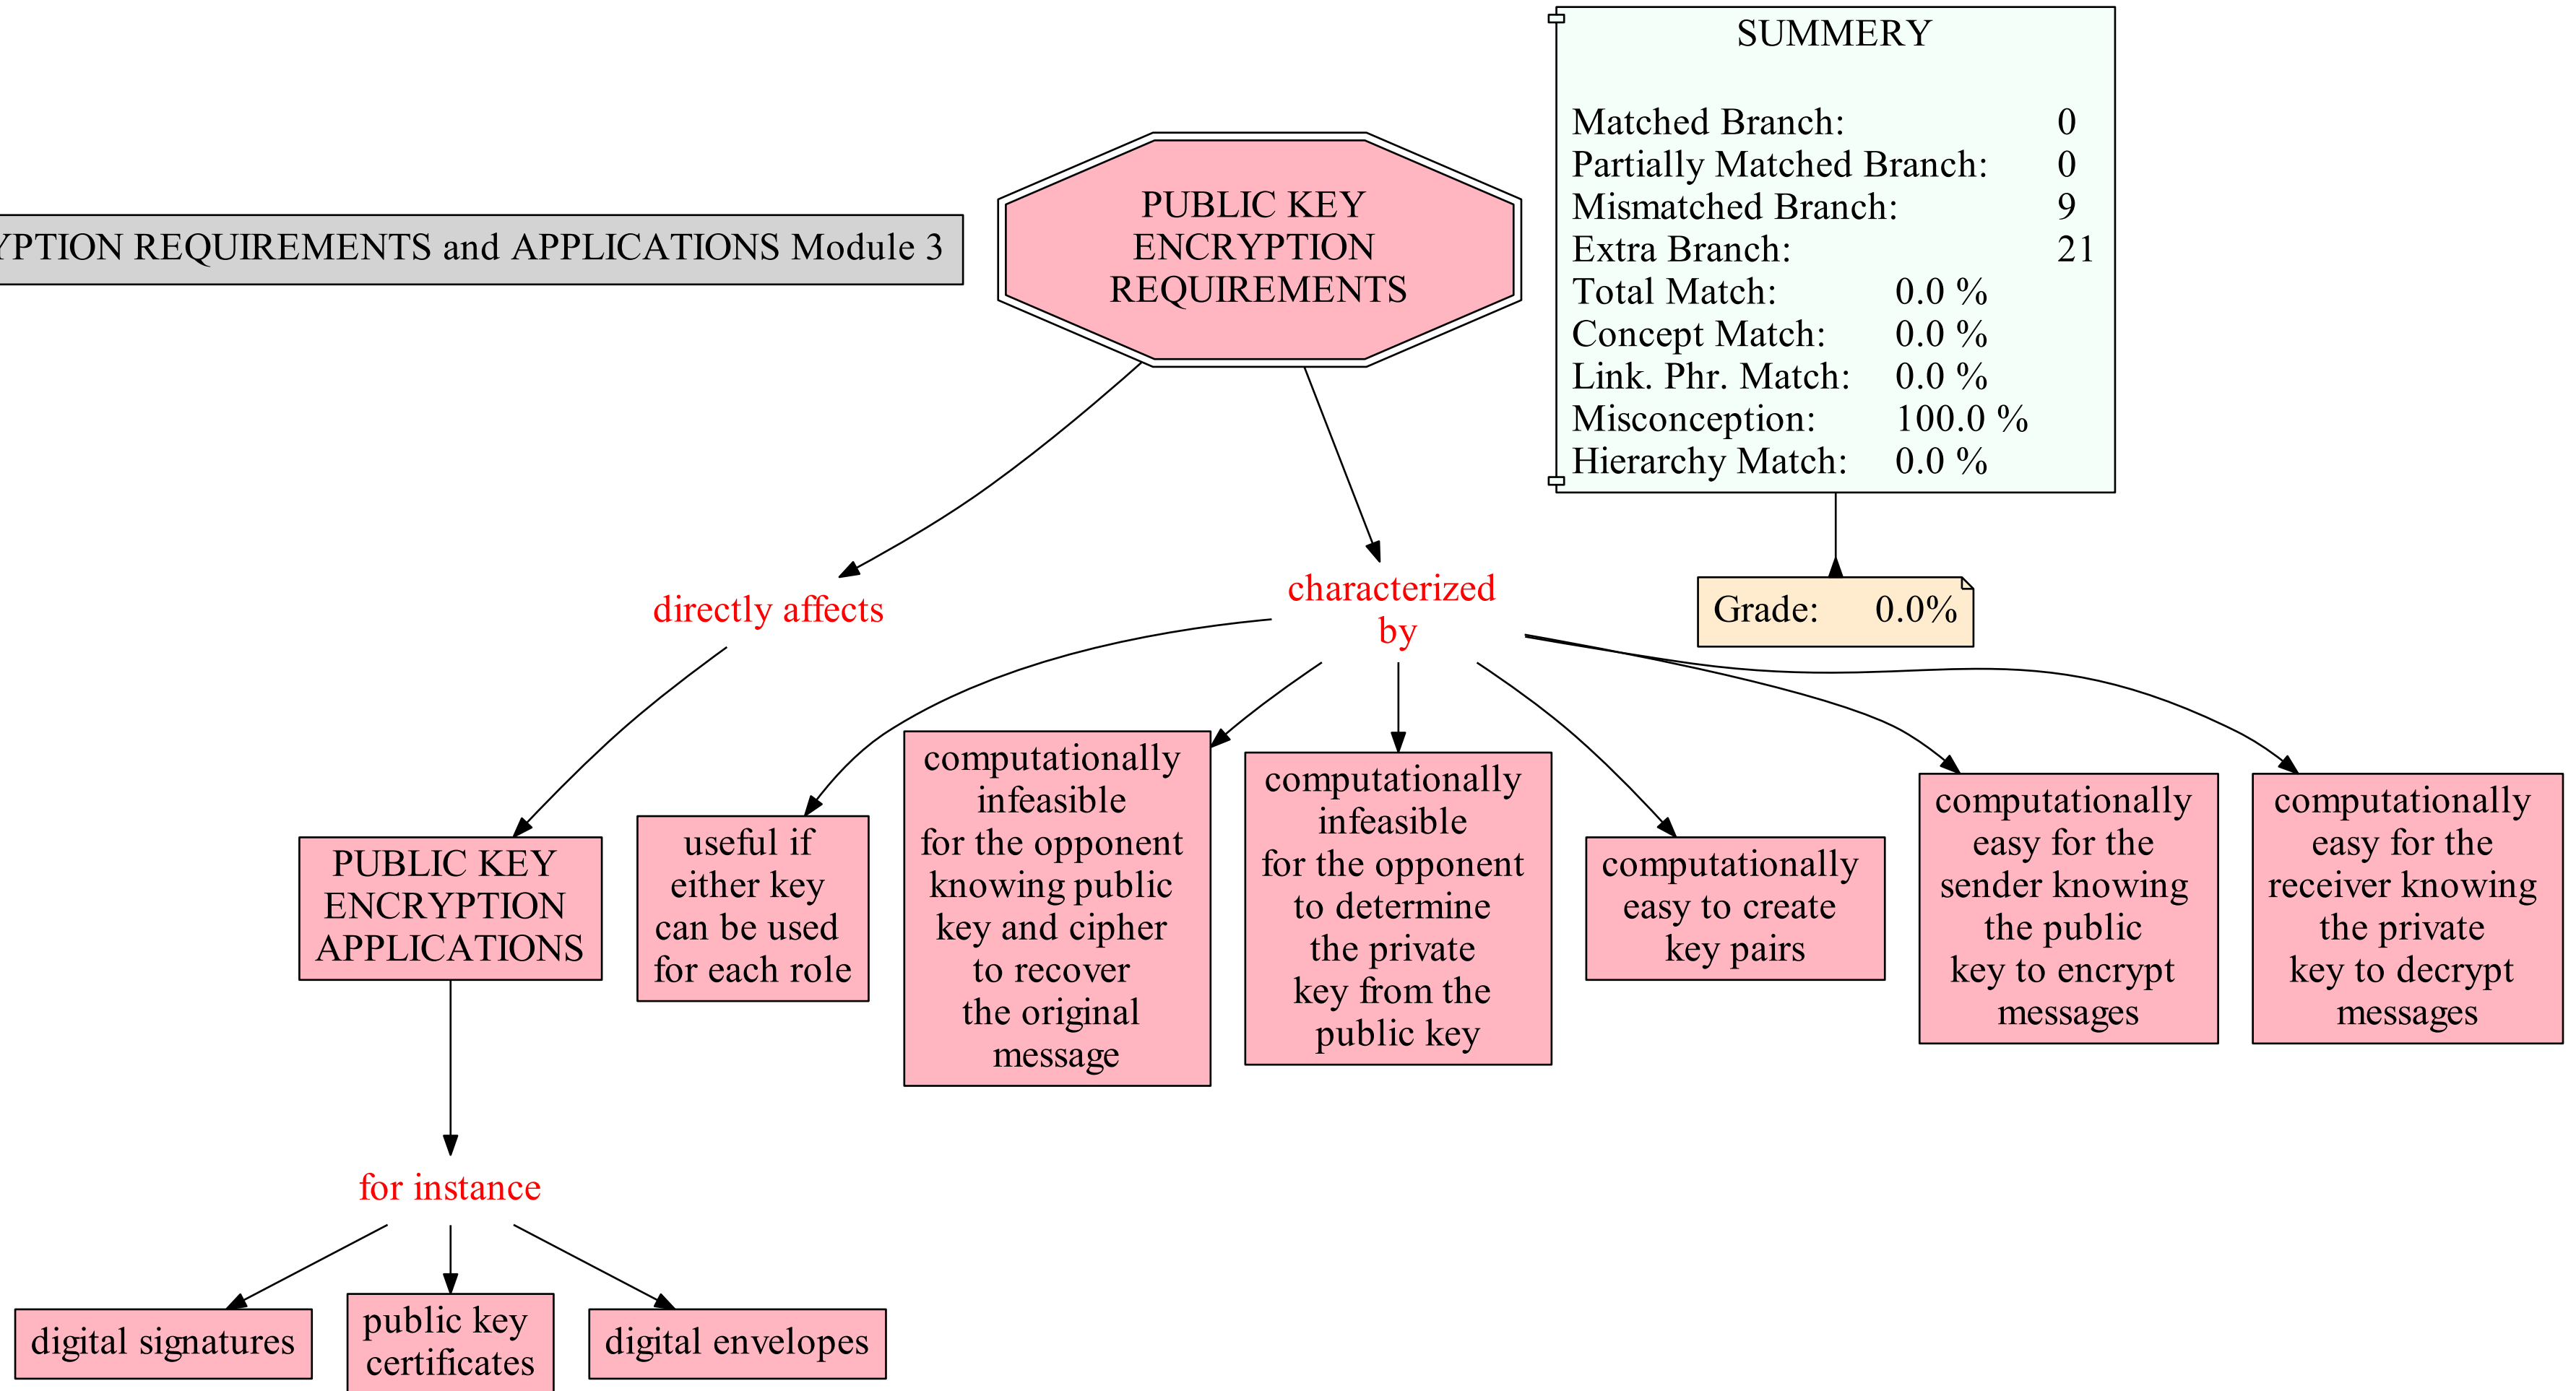 SUMMERY
Matched Branch: 0
Partially Matched Branch: 0
Mismatched Branch: 9
Extra Branch: 21
Total Match: 0.0 %
Concept Match: 0.0 %
Link. Phr. Match: 0.0 %
Misconception: 100.0 %
Hierarchy Match: 0.0 %
PUBLIC KEY
ENCRYPTION
REQUIREMENTS
YPTION REQUIREMENTS and APPLICATIONS Module 3
directly affects
characterized
by
Grade: 0.0%
PUBLIC KEY
ENCRYPTION
APPLICATIONS
useful if
either key
can be used
for each role
computationally
infeasible
for the opponent
knowing public
key and cipher
to recover
the original
message
computationally
infeasible
for the opponent
to determine
the private
key from the
public key
computationally
easy to create
key pairs
computationally
easy for the
sender knowing
the public
key to encrypt
messages
computationally
easy for the
receiver knowing
the private
key to decrypt
messages
for instance
digital signatures
public key
certificates
digital envelopes